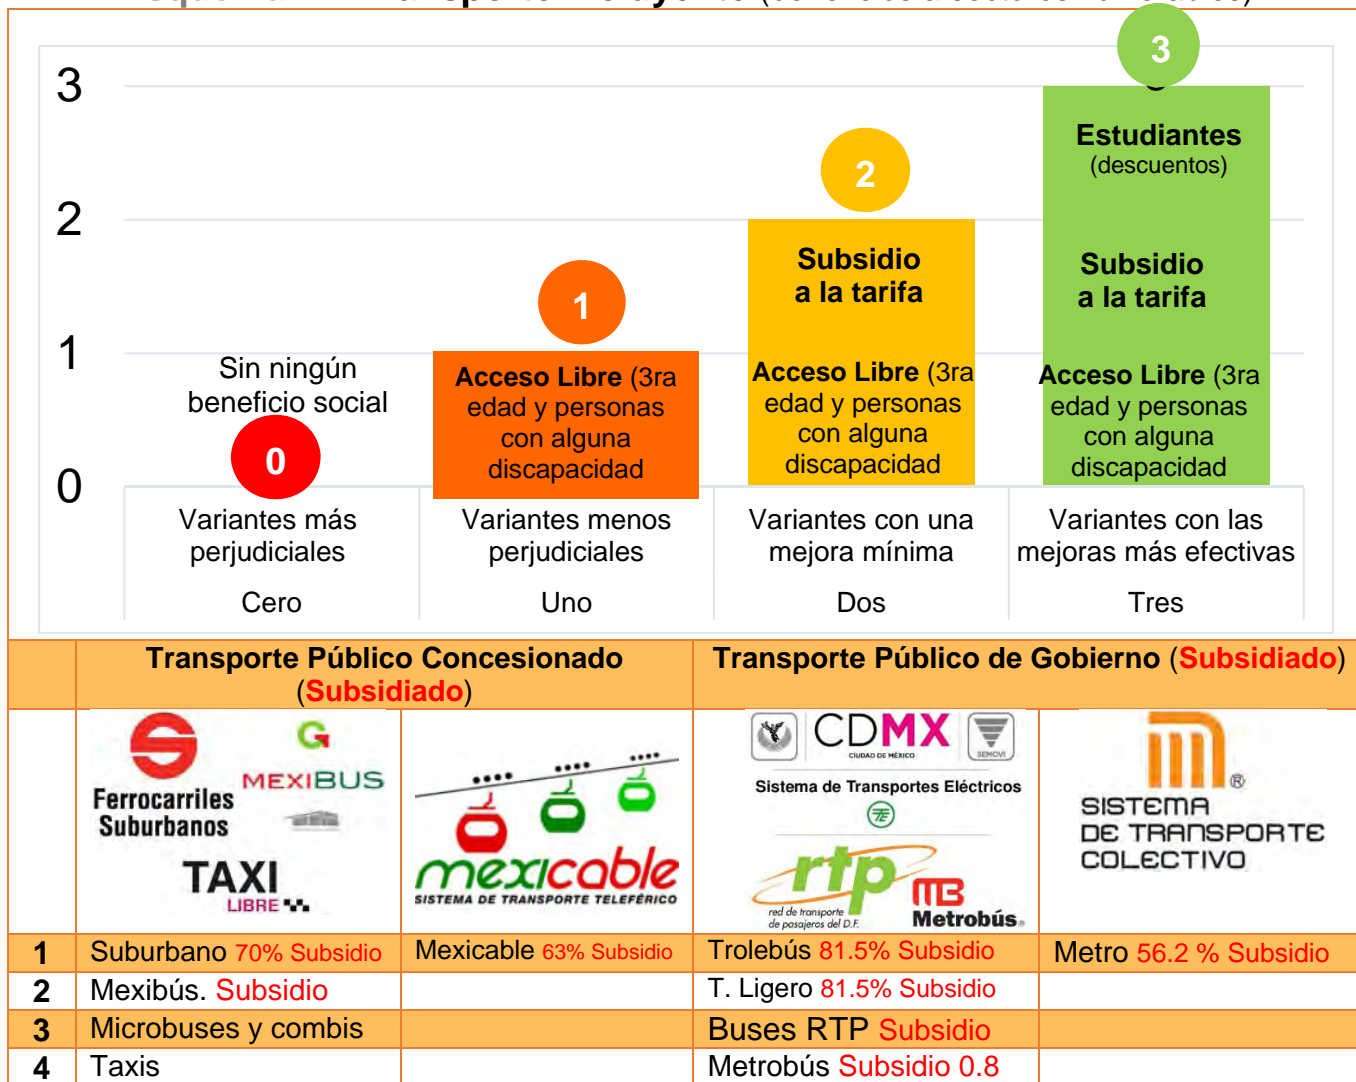 Transporte Incluyente (beneficios a sectores vulnerables)
3
3
Estudiantes
(descuentos)
2
2
Subsidio
a la tarifa
Subsidio
a la tarifa
1
1
Sin ningún
beneficio social
Acceso Libre (3ra
edad y personas
con alguna
discapacidad
Acceso Libre (3ra
edad y personas
con alguna
discapacidad
Acceso Libre (3ra
edad y personas
con alguna
discapacidad
0
0
Variantes más
perjudiciales
Variantes menos
perjudiciales
Variantes con una
mejora mínima
Variantes con las
mejoras más efectivas
Cero
Uno
Dos
Tres
Transporte Público Concesionado
(Subsidiado)
Transporte Público de Gobierno (Subsidiado)
Ferrocarriles
Suburbanos
MEXIBUS
TAXI
LIBRE
mexicable
SISTEMA DE TRANSPORTE TELEFÉRICO
CDMX
CIUDAD DE MÉXICO
SEMOVI
Sistema de Transportes Eléctricos
rtp
red de transporte
de pasajeros del D.F.
MB
Metrobús®
®
SISTEMA
DE TRANSPORTE
COLECTIVO
1 Suburbano 70% Subsidio Mexicable 63% Subsidio Trolebús 81.5% Subsidio Metro 56.2 % Subsidio
2 Mexibús. Subsidio T. Ligero 81.5% Subsidio
3 Microbuses y combis Buses RTP Subsidio
4 Taxis Metrobús Subsidio 0.8